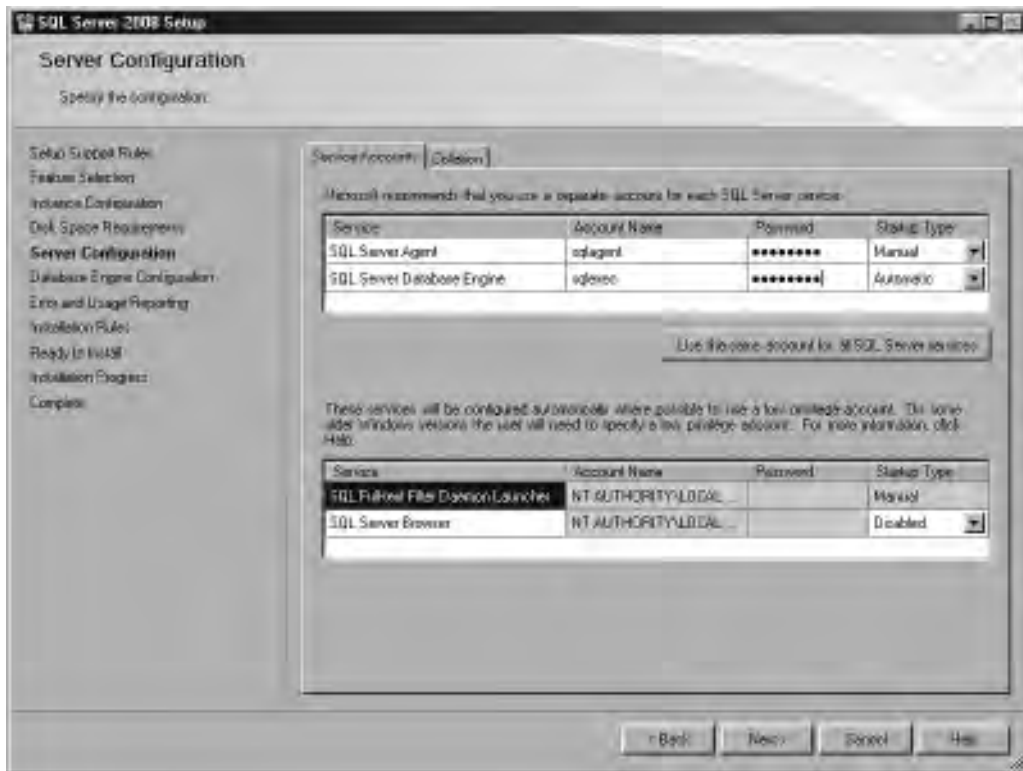 SQL Server 2008 Setup
Server Configuration
Specify the configuration.
Setup Support Rules
Feature Selection
Instance Configuration
Disk Space Requirements
Server Configuration
Database Engine Configuration
Error and Usage Reporting
Installation Rules
Ready to Install
Installation Progress
Complete
Service Accounts Collation
Microsoft recommends that you use a separate account for each SQL Server service.
Service Account Name Password Startup Type
SQL Server Agent sqlagent ●●●●●●●● Manual
SQL Server Database Engine sqlexec ●●●●●●●● Automatic
Use the same account for all SQL Server services
These services will be configured automatically where possible to use a low privilege account. On some
older Windows versions the user will need to specify a low privilege account. For more information, click
Help.
Service Account Name Password Startup Type
SQL Full-text Filter Daemon Launcher NT AUTHORITY\LOCAL ... Manual
SQL Server Browser NT AUTHORITY\LOCAL ... Disabled
< Back Next > Cancel Help